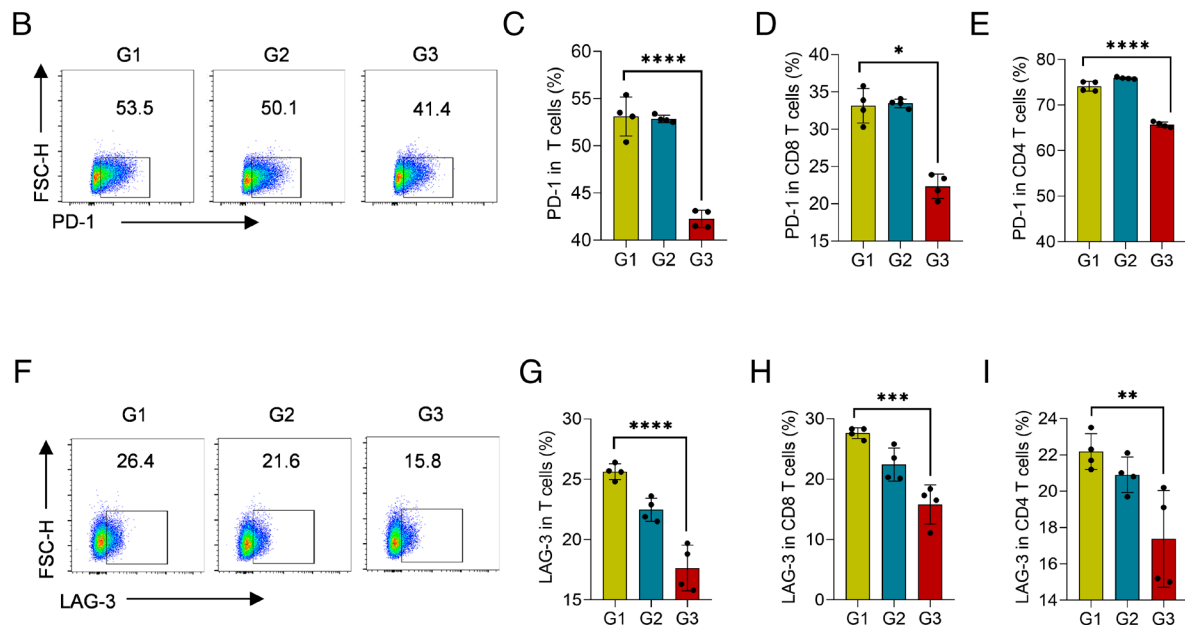 B
G1 G2 G3
53.5 50.1 41.4
FSC-H
PD-1
C
PD-1 in T cells (%)
60
55
50
45
40
****
G1 G2 G3
D
PD-1 in CD8 T cells (%)
40
35
33
27
21
15
*
G1 G2 G3
E
PD-1 in CD4 T cells (%)
80
70
60
50
40
****
G1 G2 G3
F
G1 G2 G3
26.4 21.6 15.8
FSC-H
LAG-3
G
LAG-3 in T cells (%)
30
25
20
15
****
G1 G2 G3
H
LAG-3 in CD8 T cells (%)
30
20
10
0
***
G1 G2 G3
I
LAG-3 in CD4 T cells (%)
24
22
20
18
16
14
**
G1 G2 G3